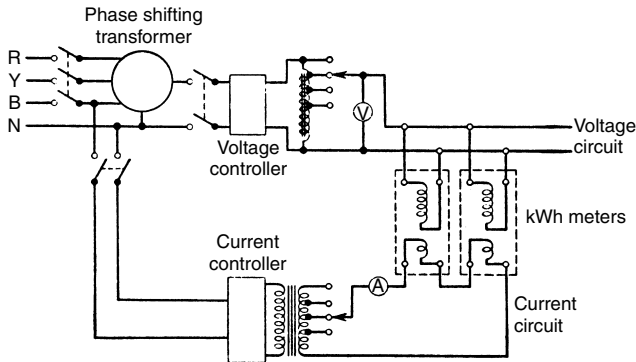 Phase shifting
transformer
R
Y
B
N
V
Voltage
controller
Voltage
circuit
kWh meters
Current
controller
A
Current
circuit